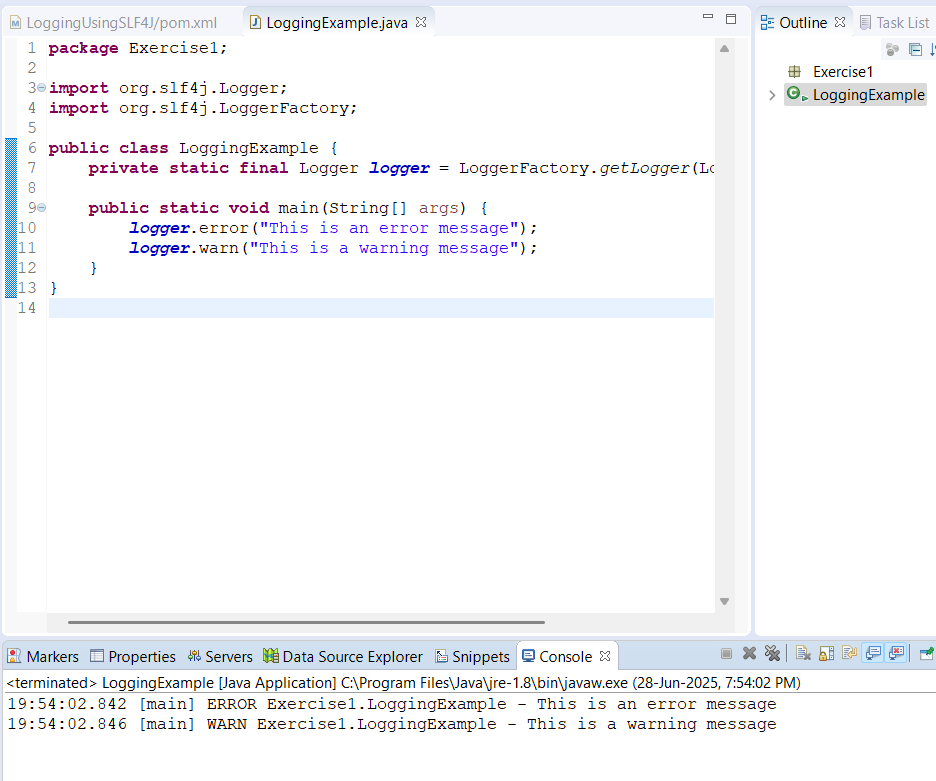 LoggingUsingSLF4J/pom.xml
LoggingExample.java
1 package Exercise1;
2
3 import org.slf4j.Logger;
4 import org.slf4j.LoggerFactory;
5
6 public class LoggingExample {
7 private static final Logger logger = LoggerFactory.getLogger(Lo
8
9 public static void main(String[] args) {
10 logger.error("This is an error message");
11 logger.warn("This is a warning message");
12 }
13 }
14
Outline
Task List
Exercise1
LoggingExample
Markers
Properties
Servers
Data Source Explorer
Snippets
Console
<terminated> LoggingExample [Java Application] C:\Program Files\Java\jre-1.8\bin\javaw.exe (28-Jun-2025, 7:54:02 PM)
19:54:02.842 [main] ERROR Exercise1.LoggingExample - This is an error message
19:54:02.846 [main] WARN Exercise1.LoggingExample - This is a warning message